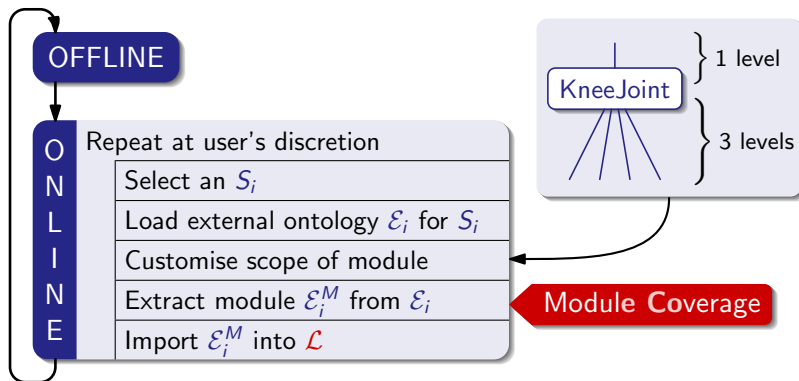 OFFLINE
ONLINE
Repeat at user's discretion
Select an Sᵢ
Load external ontology ℰᵢ for Sᵢ
Customise scope of module
Extract module ℰᵢᴹ from ℰᵢ
Import ℰᵢᴹ into ℒ
1 level
KneeJoint
3 levels
Module Coverage